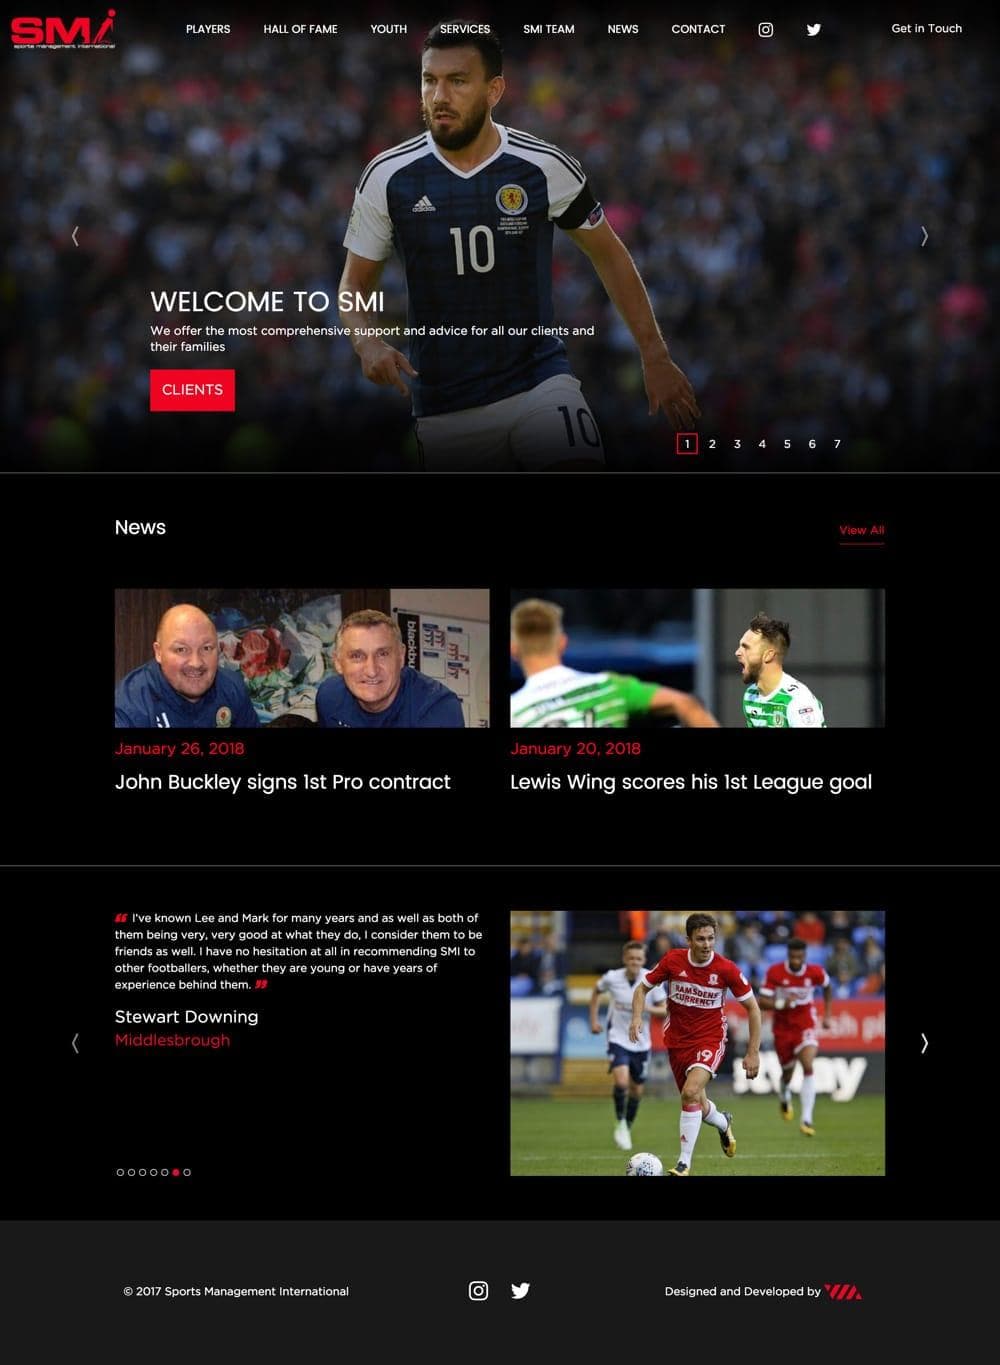 SMi
sports management international
PLAYERS HALL OF FAME YOUTH SERVICES SMI TEAM NEWS CONTACT Get in Touch
10
WELCOME TO SMI
We offer the most comprehensive support and advice for all our clients and
their families
CLIENTS
10
1 2 3 4 5 6 7
News
View All
January 26, 2018
John Buckley signs 1st Pro contract
January 20, 2018
Lewis Wing scores his 1st League goal
“ I’ve known Lee and Mark for many years and as well as both of
them being very, very good at what they do, I consider them to be
friends as well. I have no hesitation at all in recommending SMI to
other footballers, whether they are young or have years of
experience behind them. ”
Stewart Downing
Middlesbrough
RAMSDENS
CURRENCY
19
© 2017 Sports Management International
Designed and Developed by